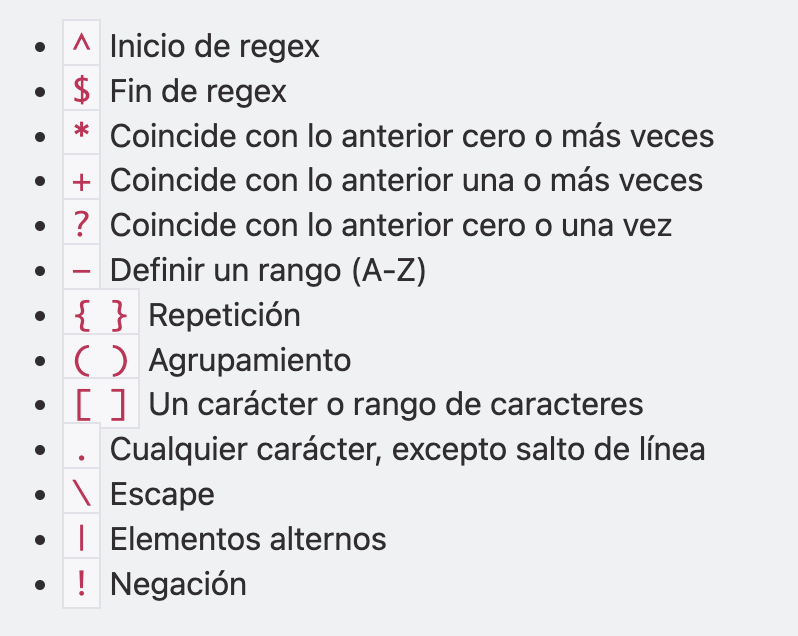 ^ Inicio de regex
$ Fin de regex
* Coincide con lo anterior cero o más veces
+ Coincide con lo anterior una o más veces
? Coincide con lo anterior cero o una vez
– Definir un rango (A-Z)
{ } Repetición
( ) Agrupamiento
[ ] Un carácter o rango de caracteres
. Cualquier carácter, excepto salto de línea
\ Escape
| Elementos alternos
! Negación